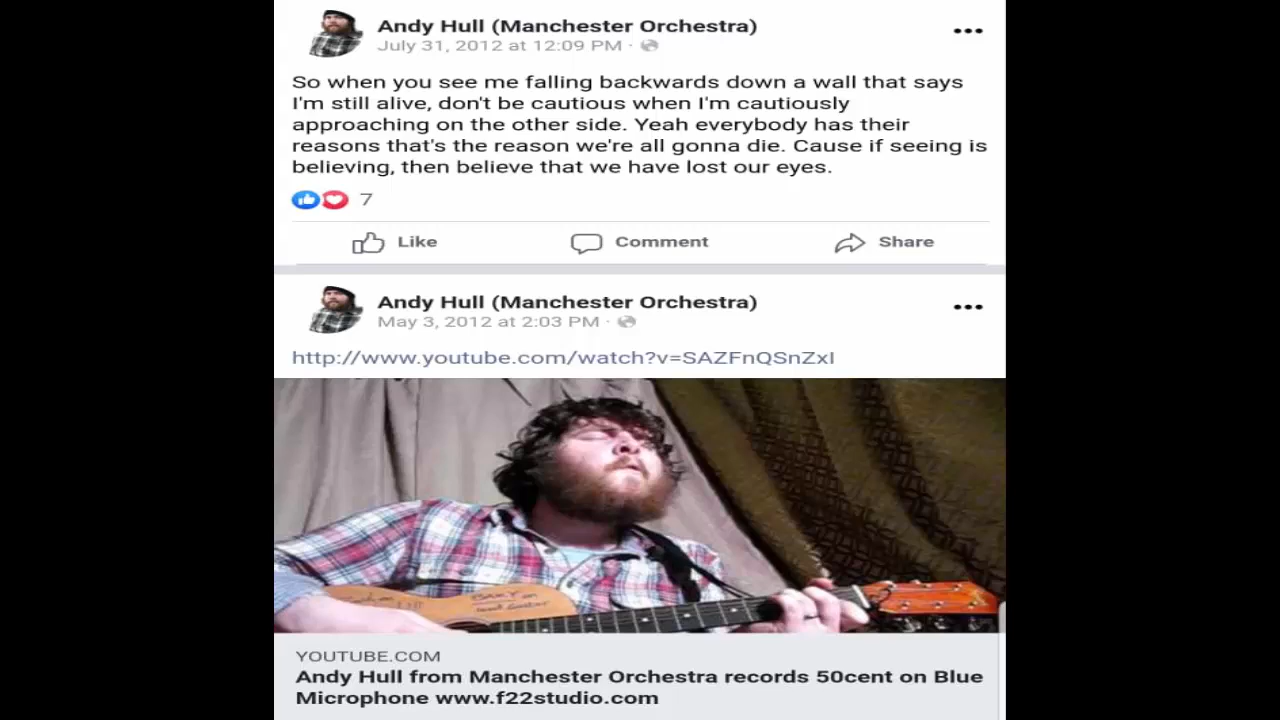 Andy Hull (Manchester Orchestra)
July 31, 2012 at 12:09 PM ·
So when you see me falling backwards down a wall that says
I'm still alive, don't be cautious when I'm cautiously
approaching on the other side. Yeah everybody has their
reasons that's the reason we're all gonna die. Cause if seeing is
believing, then believe that we have lost our eyes.
7
Like Comment Share
Andy Hull (Manchester Orchestra)
May 3, 2012 at 2:03 PM ·
http://www.youtube.com/watch?v=SAZFnQSnZxI
YOUTUBE.COM
Andy Hull from Manchester Orchestra records 50cent on Blue
Microphone www.f22studio.com